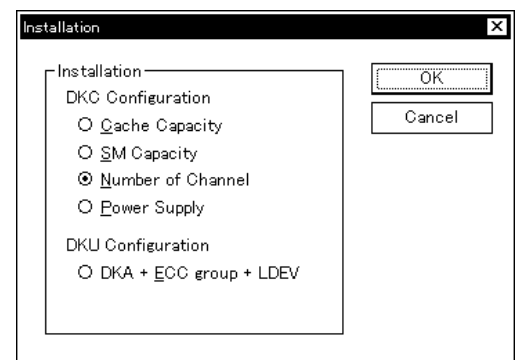 Installation
Installation
DKC Configuration
Cache Capacity
SM Capacity
Number of Channel
Power Supply
DKU Configuration
DKA + ECC group + LDEV
OK
Cancel